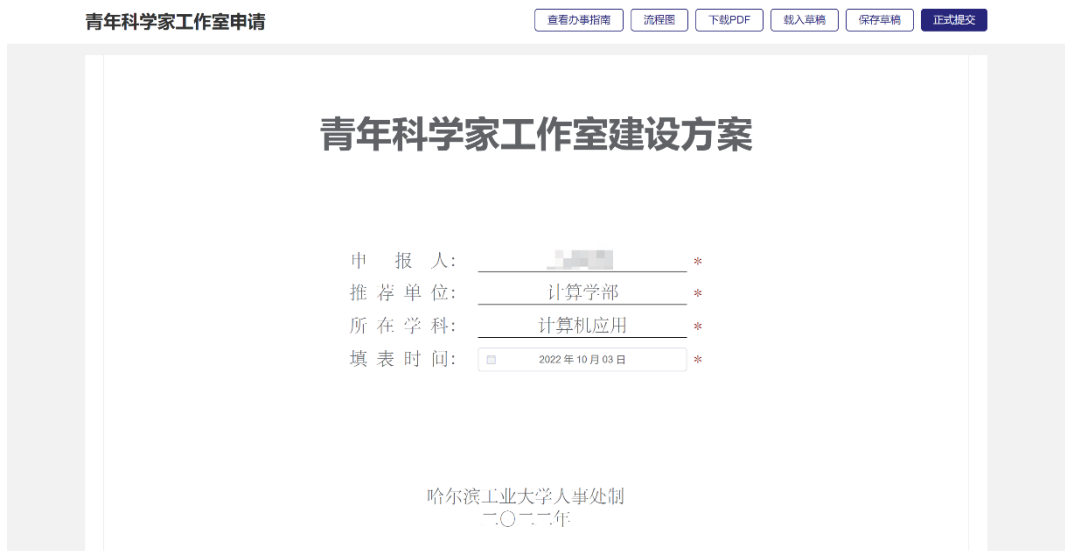 青年科学家工作室申请 查看办事指南 流程图 下载PDF 载入草稿 保存草稿 正式提交
青年科学家工作室建设方案
申报人: *
推荐单位: 计算学部 *
所在学科: 计算机应用 *
填表时间: 2022 年 10 月 03 日 *
哈尔滨工业大学人事处制
二〇二二年